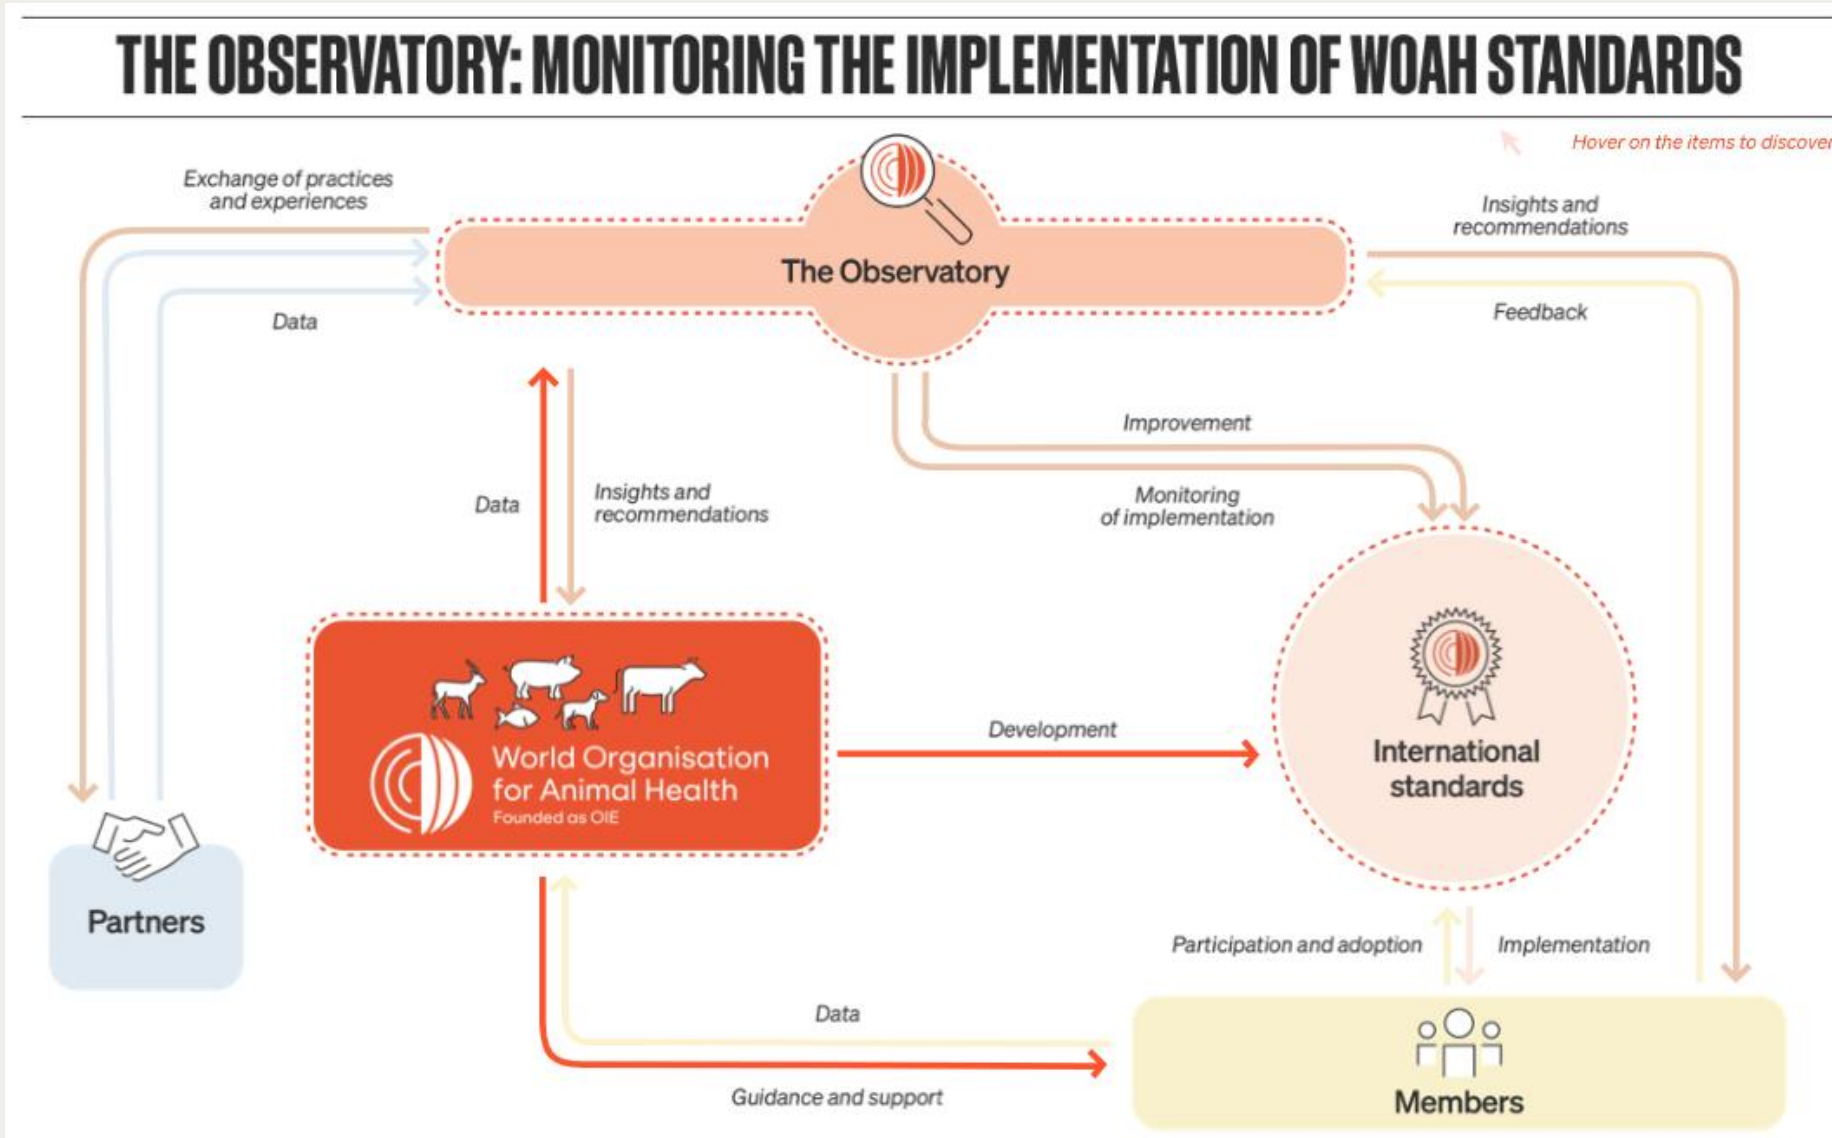 THE OBSERVATORY: MONITORING THE IMPLEMENTATION OF WOAH STANDARDS
Hover on the items to discover
Exchange of practices
and experiences
Insights and
recommendations
The Observatory
Data
Feedback
Improvement
Data
Insights and
recommendations
Monitoring
of implementation
World Organisation
for Animal Health
Founded as OIE
Development
International
standards
Partners
Participation and adoption
Implementation
Data
Guidance and support
Members